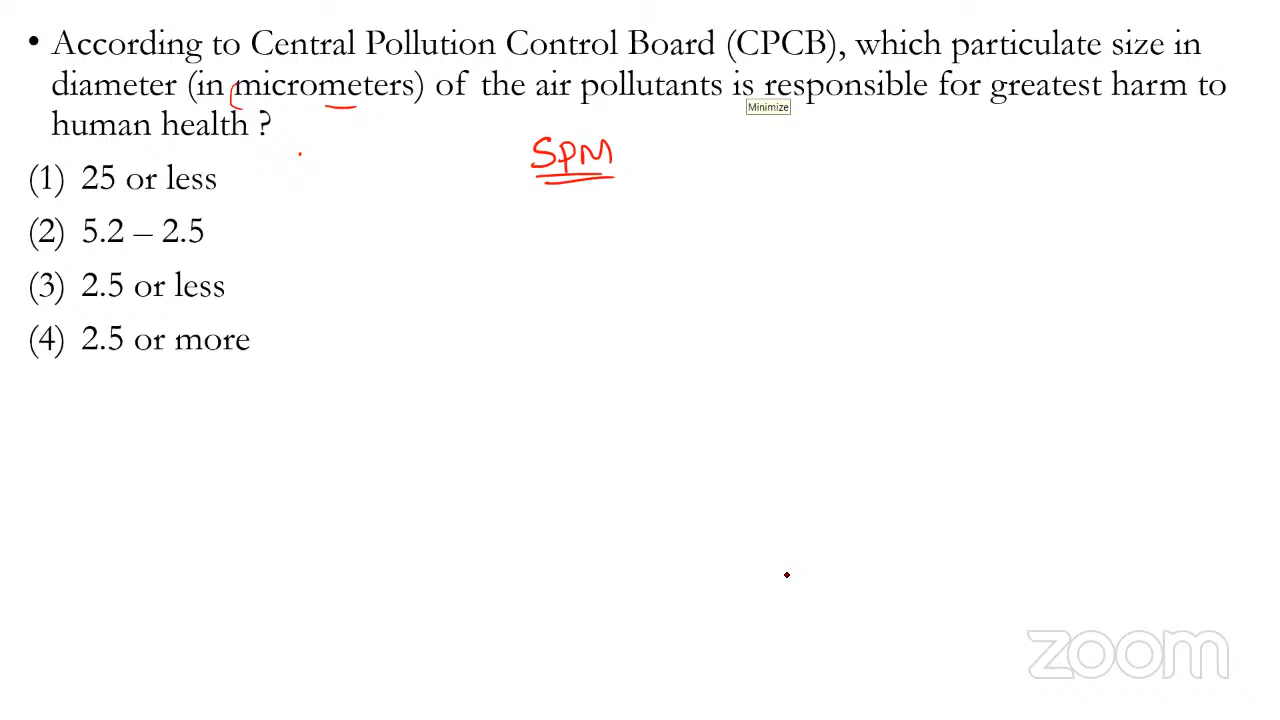 • According to Central Pollution Control Board (CPCB), which particulate size in
diameter (in micrometers) of the air pollutants is responsible for greatest harm to
Minimize
human health ?
SPM
(1) 25 or less
(2) 5.2 – 2.5
(3) 2.5 or less
(4) 2.5 or more
zoom